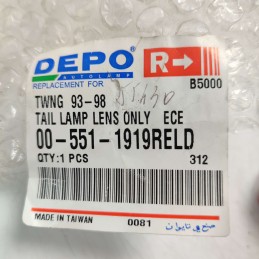 DEPO®
R→
AUTOLAMP
REPLACEMENT FOR
B5000
TWNG 93-98
TAIL LAMP LENS ONLY ECE
00-551-1919RELD
QTY:1 PCS 312
MADE IN TAIWAN 0081